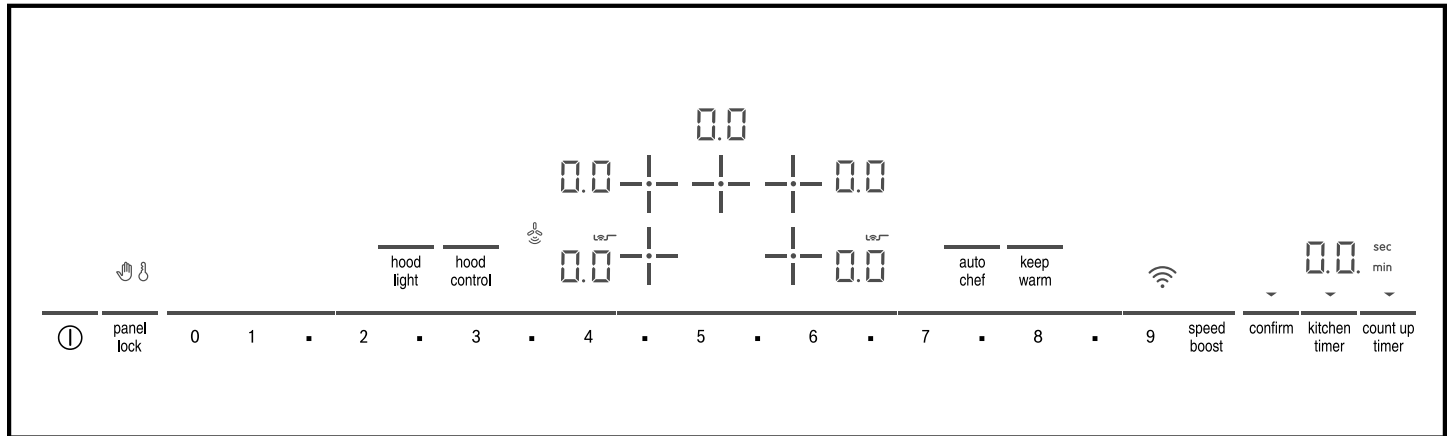 0.0
0.0 0.0
hood light
hood control
0.0 0.0
auto chef
keep warm
0.0. sec min
panel lock
0 1 . 2 . 3 . 4 . 5 . 6 . 7 . 8 . 9
speed boost
confirm
kitchen timer
count up timer